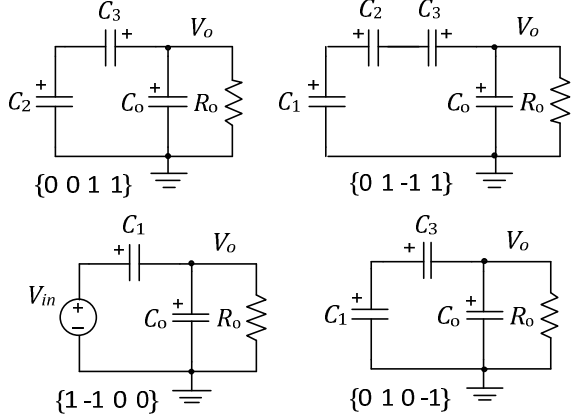 C₃ + Vₒ
+ C₂ + Cₒ Rₒ
{0 0 1 1}
C₂ C₃ + + Vₒ
+ C₁ + Cₒ Rₒ
{0 1 -1 1}
C₁ + Vₒ
Vᵢₙ + − + Cₒ Rₒ
{1 -1 0 0}
C₃ + Vₒ
+ C₁ + Cₒ Rₒ
{0 1 0 -1}